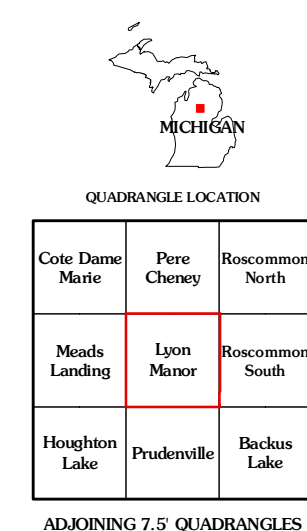 MICHIGAN
QUADRANGLE LOCATION
Cote Dame Marie
Pere Cheney
Roscommon North
Meads Landing
Lyon Manor
Roscommon South
Houghton Lake
Prudenville
Backus Lake
ADJOINING 7.5' QUADRANGLES